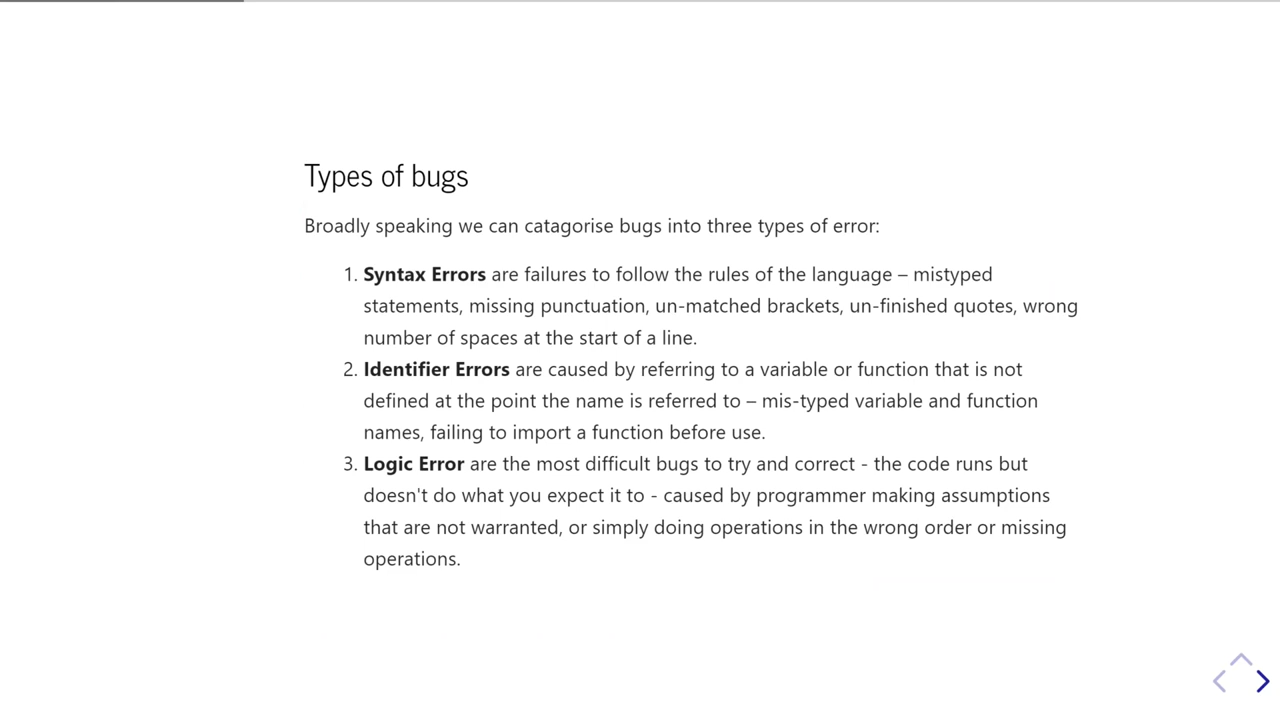 Types of bugs
Broadly speaking we can catagorise bugs into three types of error:
1. Syntax Errors are failures to follow the rules of the language – mistyped
statements, missing punctuation, un-matched brackets, un-finished quotes, wrong
number of spaces at the start of a line.
2. Identifier Errors are caused by referring to a variable or function that is not
defined at the point the name is referred to – mis-typed variable and function
names, failing to import a function before use.
3. Logic Error are the most difficult bugs to try and correct - the code runs but
doesn't do what you expect it to - caused by programmer making assumptions
that are not warranted, or simply doing operations in the wrong order or missing
operations.